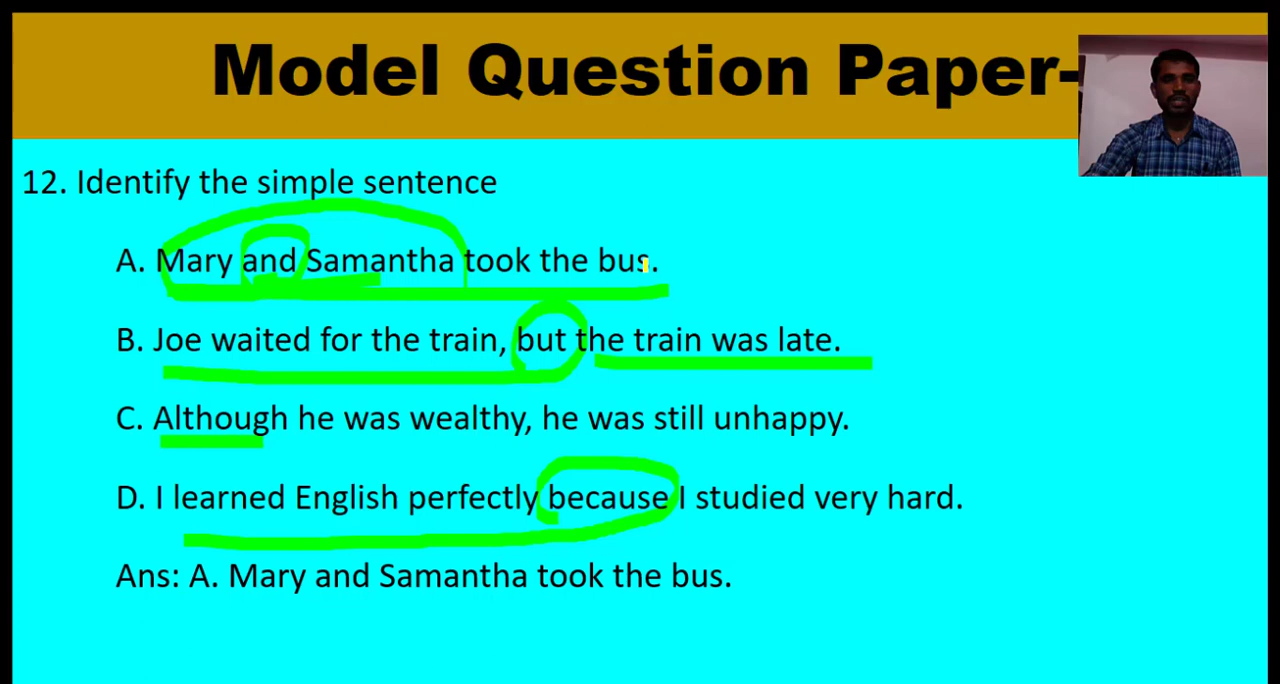 Model Question Paper-
12. Identify the simple sentence
A. Mary and Samantha took the bus.
B. Joe waited for the train, but the train was late.
C. Although he was wealthy, he was still unhappy.
D. I learned English perfectly because I studied very hard.
Ans: A. Mary and Samantha took the bus.